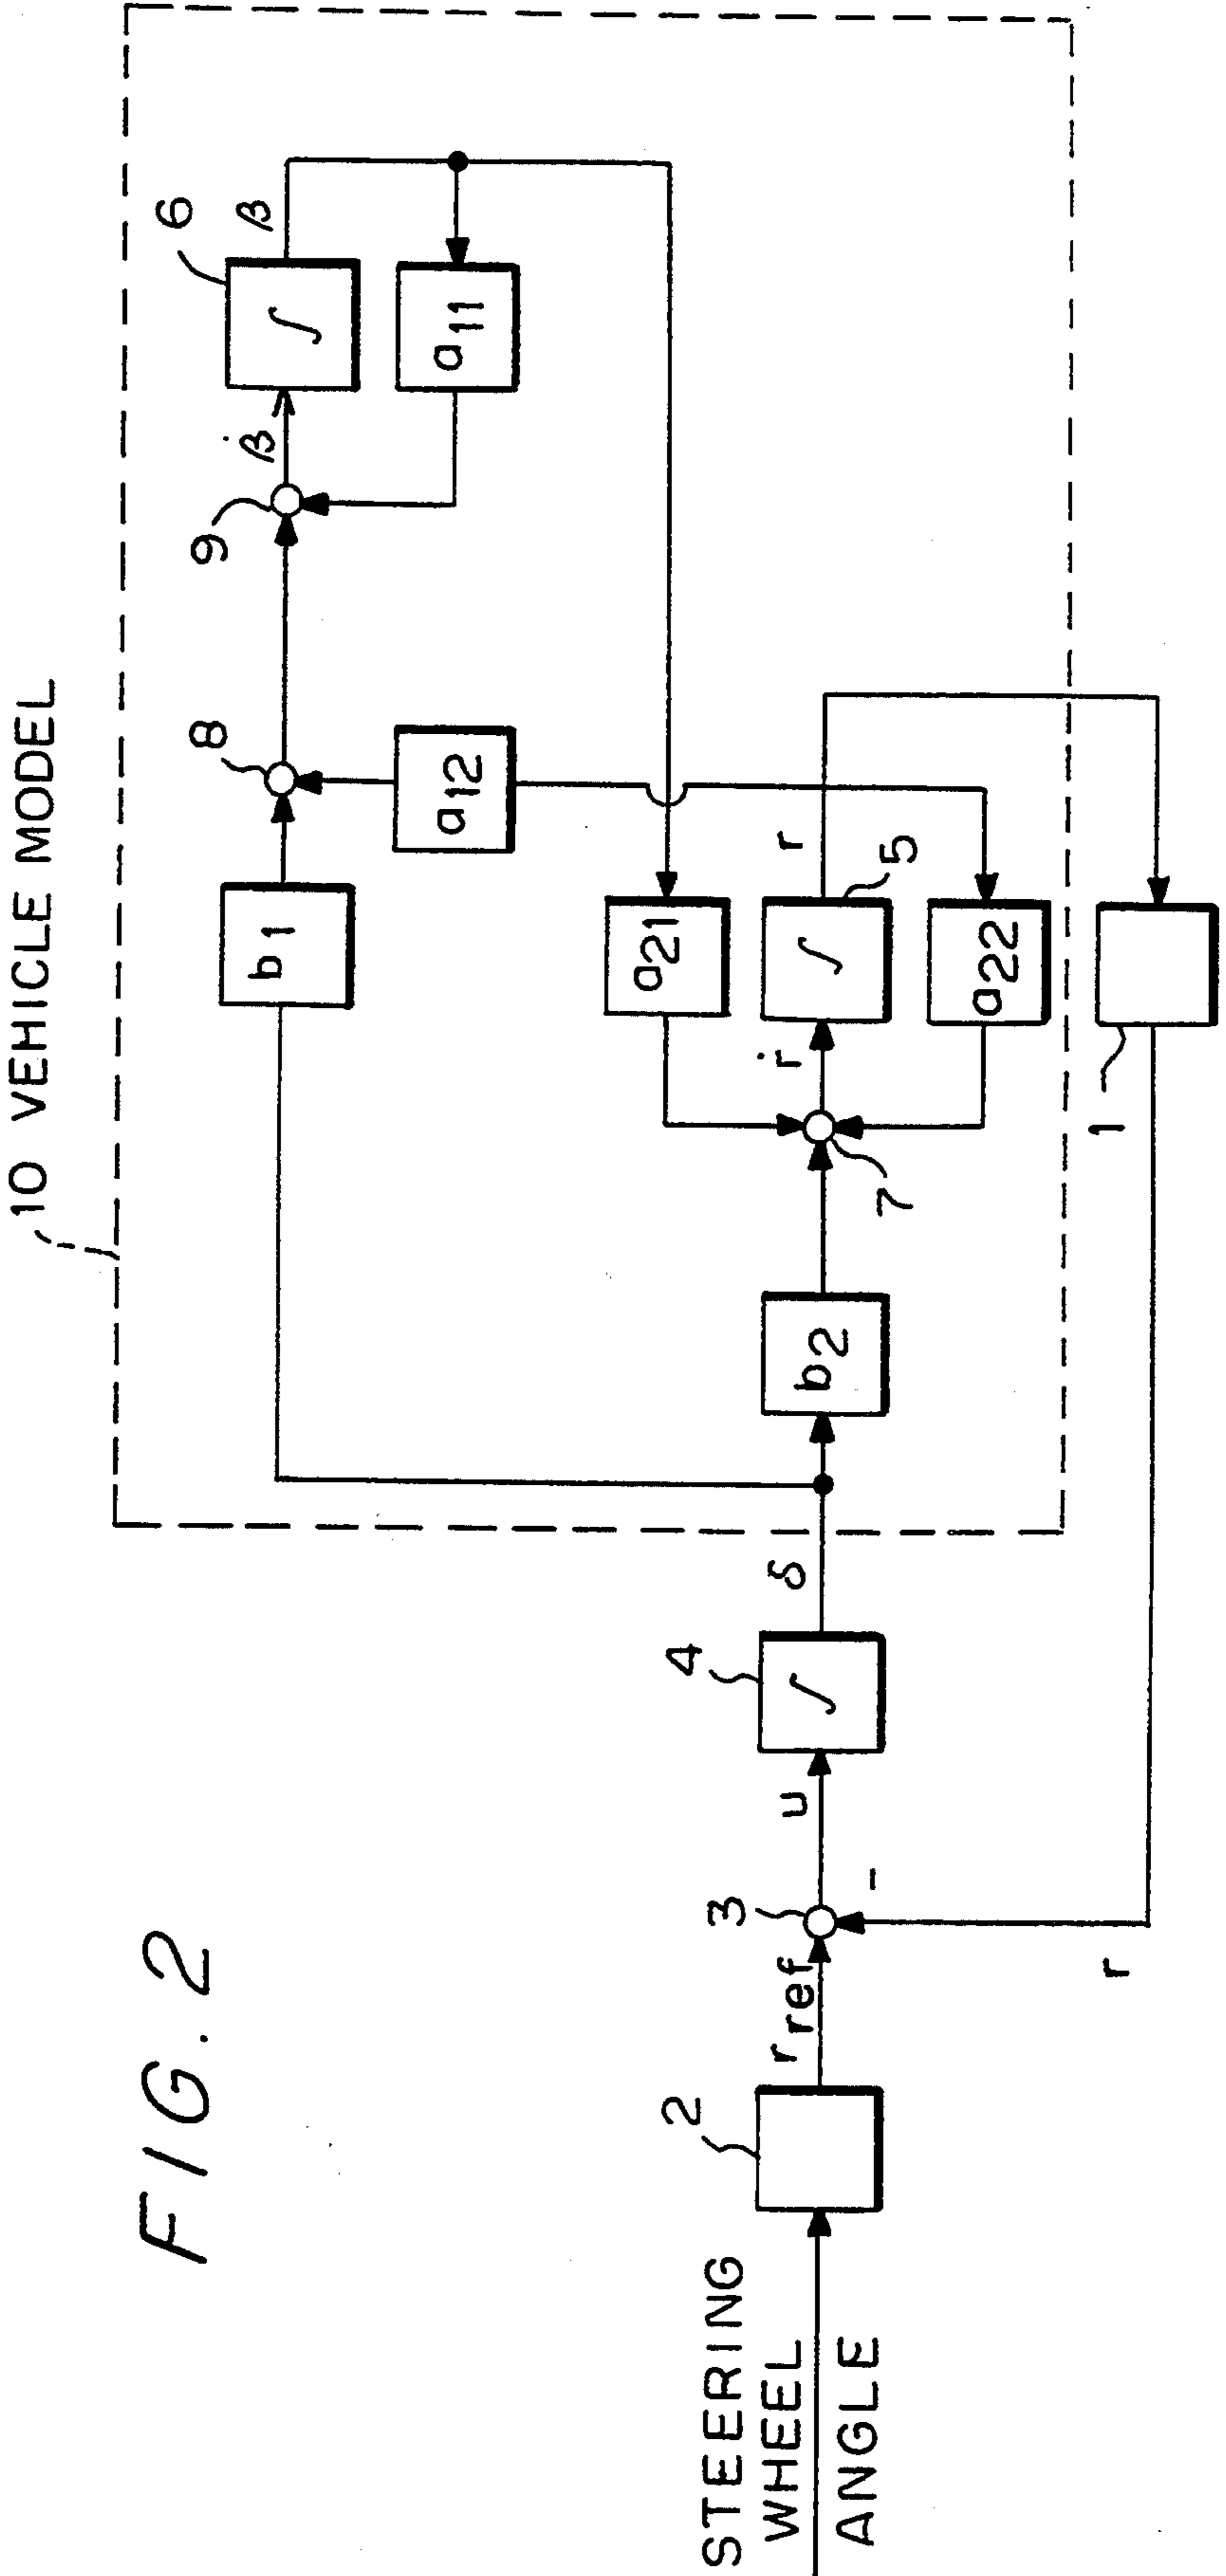 FIG. 2
10 VEHICLE MODEL
STEERING
WHEEL
ANGLE
2
r ref
3
-
r
u
4
∫
δ
b2
b1
7
ṙ
a21
∫
5
r
a22
1
8
a12
9
β̇
6
∫
β
a11